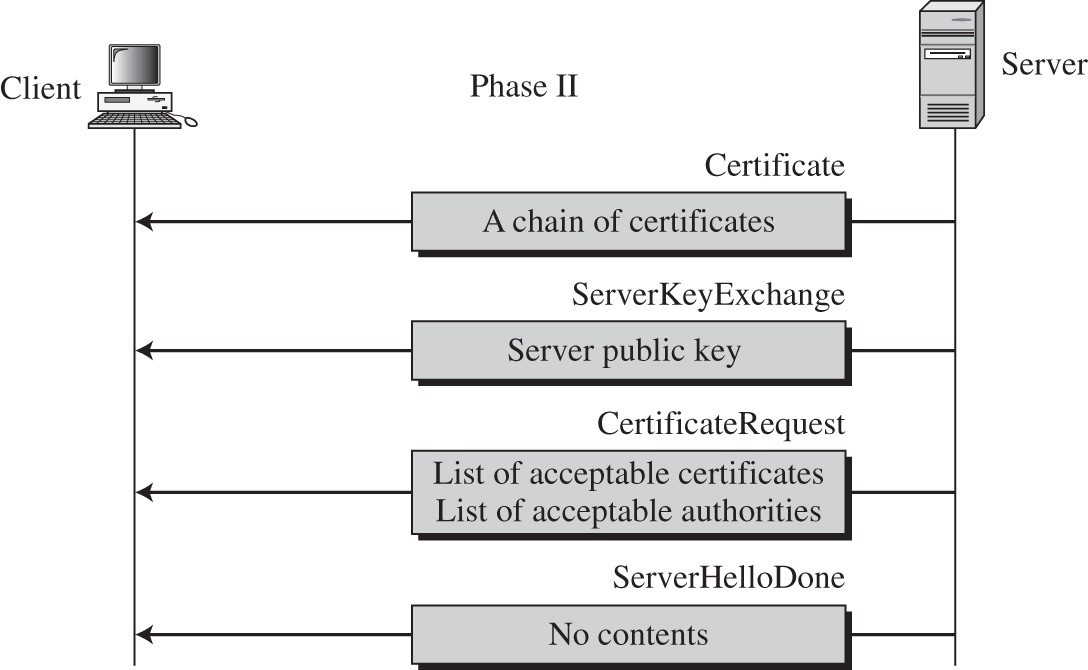 Client
Phase II
Server
Certificate
A chain of certificates
ServerKeyExchange
Server public key
CertificateRequest
List of acceptable certificates
List of acceptable authorities
ServerHelloDone
No contents